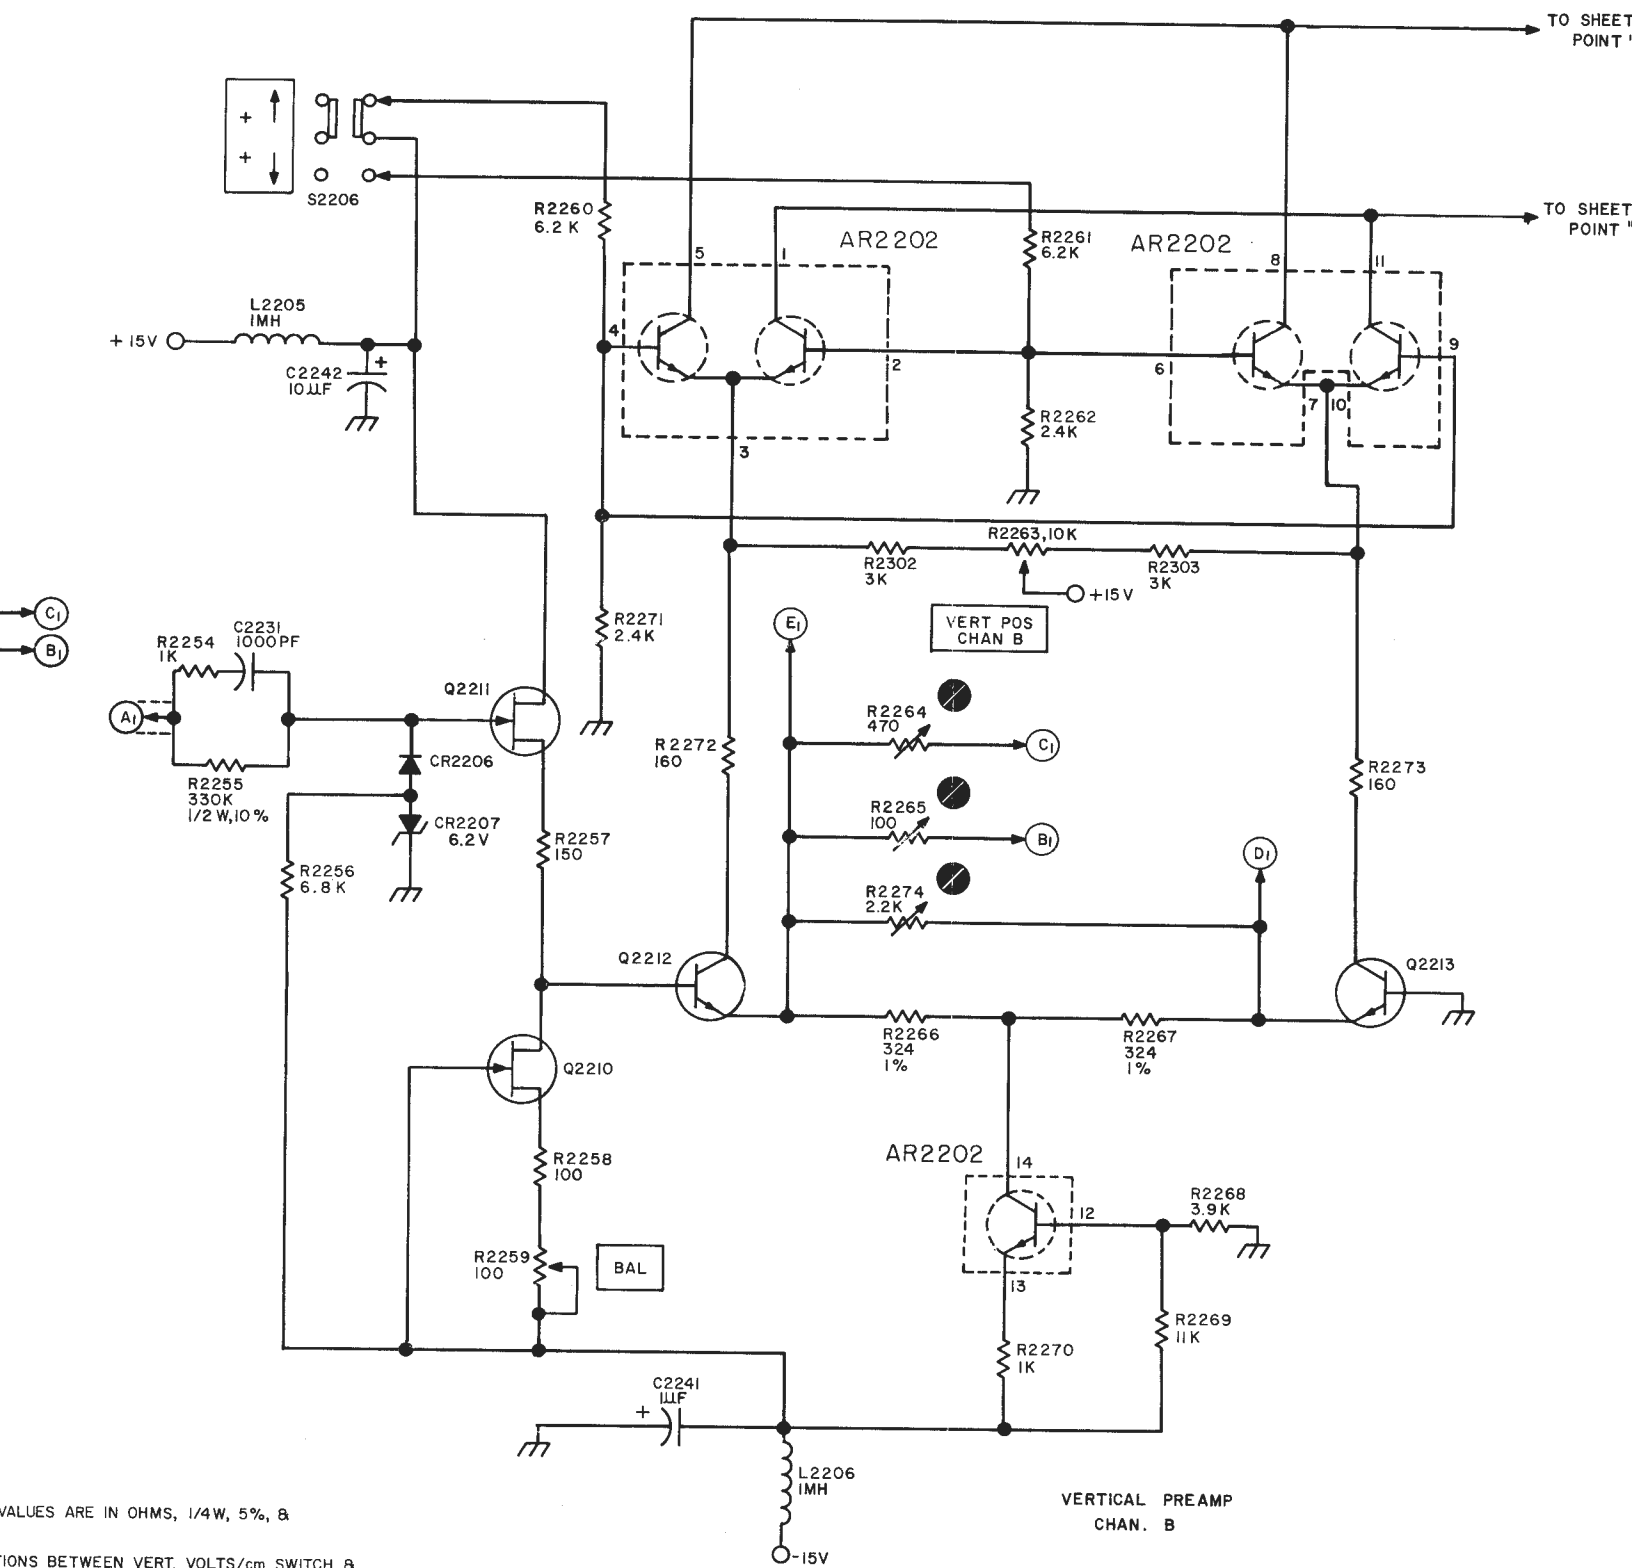 TO SHEET
POINT "
+
+
S2206
R2260
6.2K
AR2202
R2261
6.2K
AR2202
TO SHEET
POINT "
5
1
8
11
L2205
1MH
+15V
+
C2242
10µF
4
2
6
9
7
10
R2262
2.4K
3
R2263,10K
R2302
3K
R2303
3K
+15V
VERT POS
CHAN B
C1
B1
E1
R2254
1K
C2231
1000PF
R2271
2.4K
A1
Q2211
R2264
470
C1
R2272
160
R2273
160
CR2206
R2255
330K
1/2W,10%
CR2207
6.2V
R2265
100
B1
R2257
150
D1
R2256
6.8K
R2274
2.2K
Q2212
Q2213
R2266
324
1%
R2267
324
1%
Q2210
AR2202
14
R2258
100
12
R2268
3.9K
R2259
100
BAL
13
R2269
11K
R2270
1K
C2241
1µF
+
L2206
1MH
-15V
VERTICAL PREAMP
CHAN. B
VALUES ARE IN OHMS, 1/4W, 5%, &
BETWEEN VERT. VOLTS/cm SWITCH &